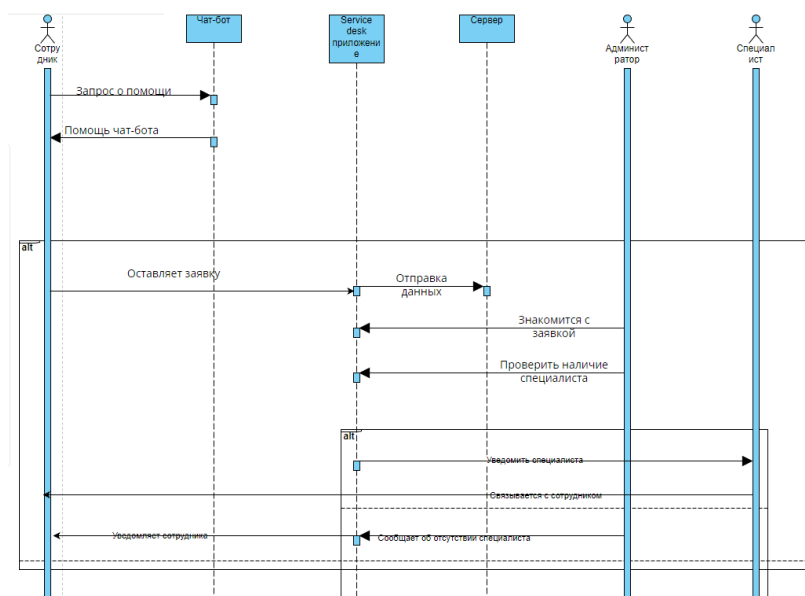 Сотру
дник
Чат-бот
Service
desk
приложени
е
Сервер
Админист
ратор
Специал
ист
Запрос о помощи
Помощь чат-бота
alt
Оставляет заявку
Отправка
данных
Знакомится с
заявкой
Проверить наличие
специалиста
alt
Уведомить специалиста
Связывается с сотрудником
Уведомляет сотрудника
Сообщает об отсутствии специалиста